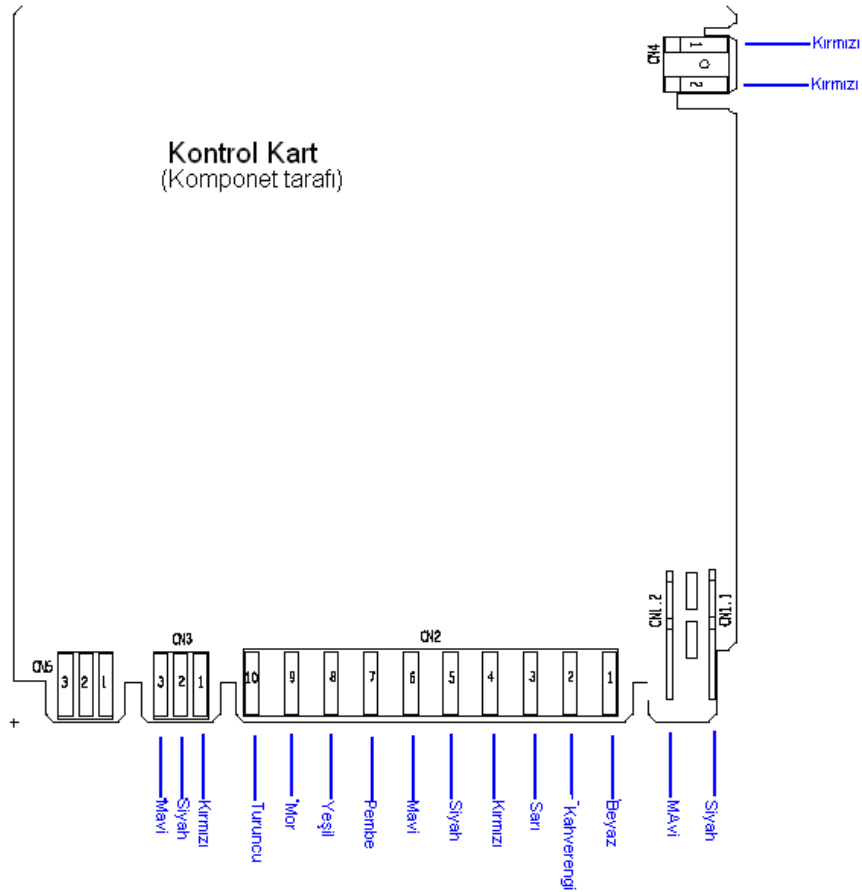 CN4
1
Kırmızı
2
Kırmızı
Kontrol Kart
(Komponet tarafı)
CN1.2
CN1.1
CN5
CN3
CN2
3 2 1
3 2 1
10 9 8 7 6 5 4 3 2 1
Mavi
Siyah
Kırmızı
Turuncu
Mor
Yeşil
Pembe
Mavi
Siyah
Kırmızı
Sarı
Kahverengi
Beyaz
MAvi
Siyah